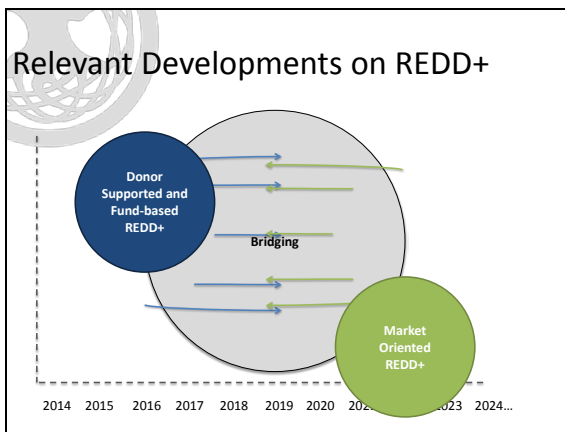 Relevant Developments on REDD+
Donor
Supported and
Fund-based
REDD+
Bridging
Market
Oriented
REDD+
2014 2015 2016 2017 2018 2019 2020 2024...